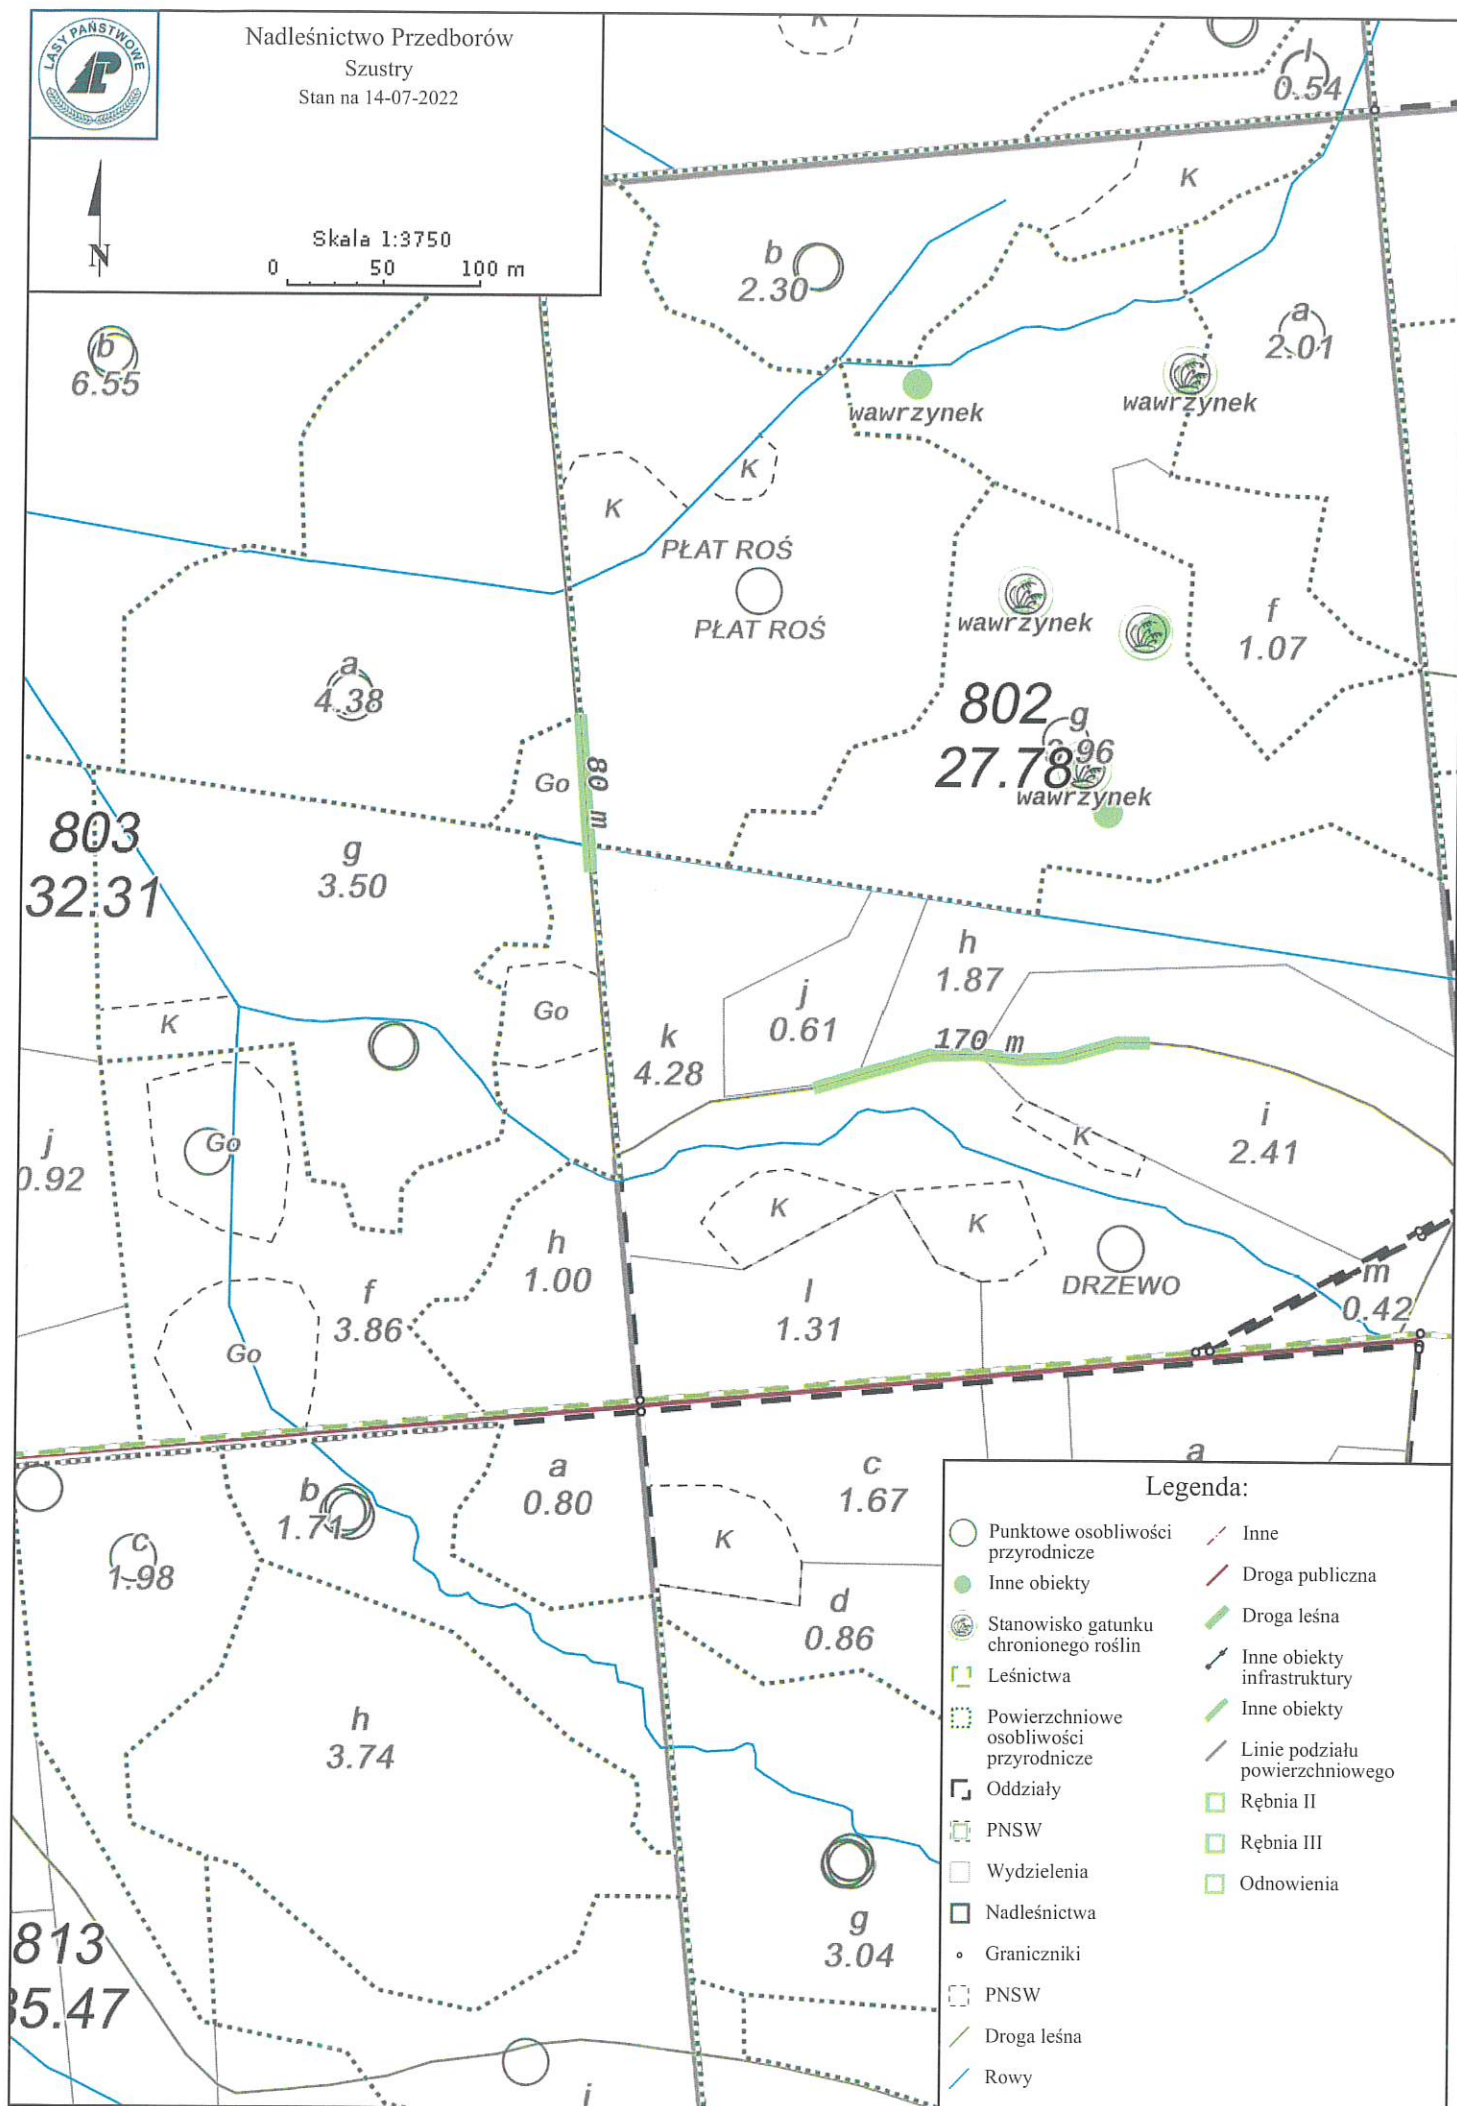 LASY PAŃSTWOWE
Nadleśnictwo Przedborów
Szustry
Stan na 14-07-2022
N
Skala 1:3750
0 50 100 m
K
l
0.54
K
b
2.30
a
2.01
b
6.55
wawrzynek
wawrzynek
K
K
PŁAT ROŚ
PŁAT ROŚ
wawrzynek
f
1.07
a
4.38
802
27.78
g
wawrzynek
Go
80 m
803
32.31
g
3.50
h
1.87
j
0.61
Go
K
k
4.28
170 m
i
2.41
K
j
0.92
Go
K
K
h
1.00
DRZEWO
m
0.42
f
3.86
l
1.31
Go
a
0.80
c
1.67
a
b
1.71
K
c
1.98
d
0.86
h
3.74
g
3.04
813
35.47
i
Legenda:
Punktowe osobliwości
przyrodnicze
Inne obiekty
Stanowisko gatunku
chronionego roślin
Leśnictwa
Powierzchniowe
osobliwości
przyrodnicze
Oddziały
PNSW
Wydzielenia
Nadleśnictwa
Graniczniki
PNSW
Droga leśna
Rowy
Inne
Droga publiczna
Droga leśna
Inne obiekty
infrastruktury
Inne obiekty
Linie podziału
powierzchniowego
Rębnia II
Rębnia III
Odnowienia